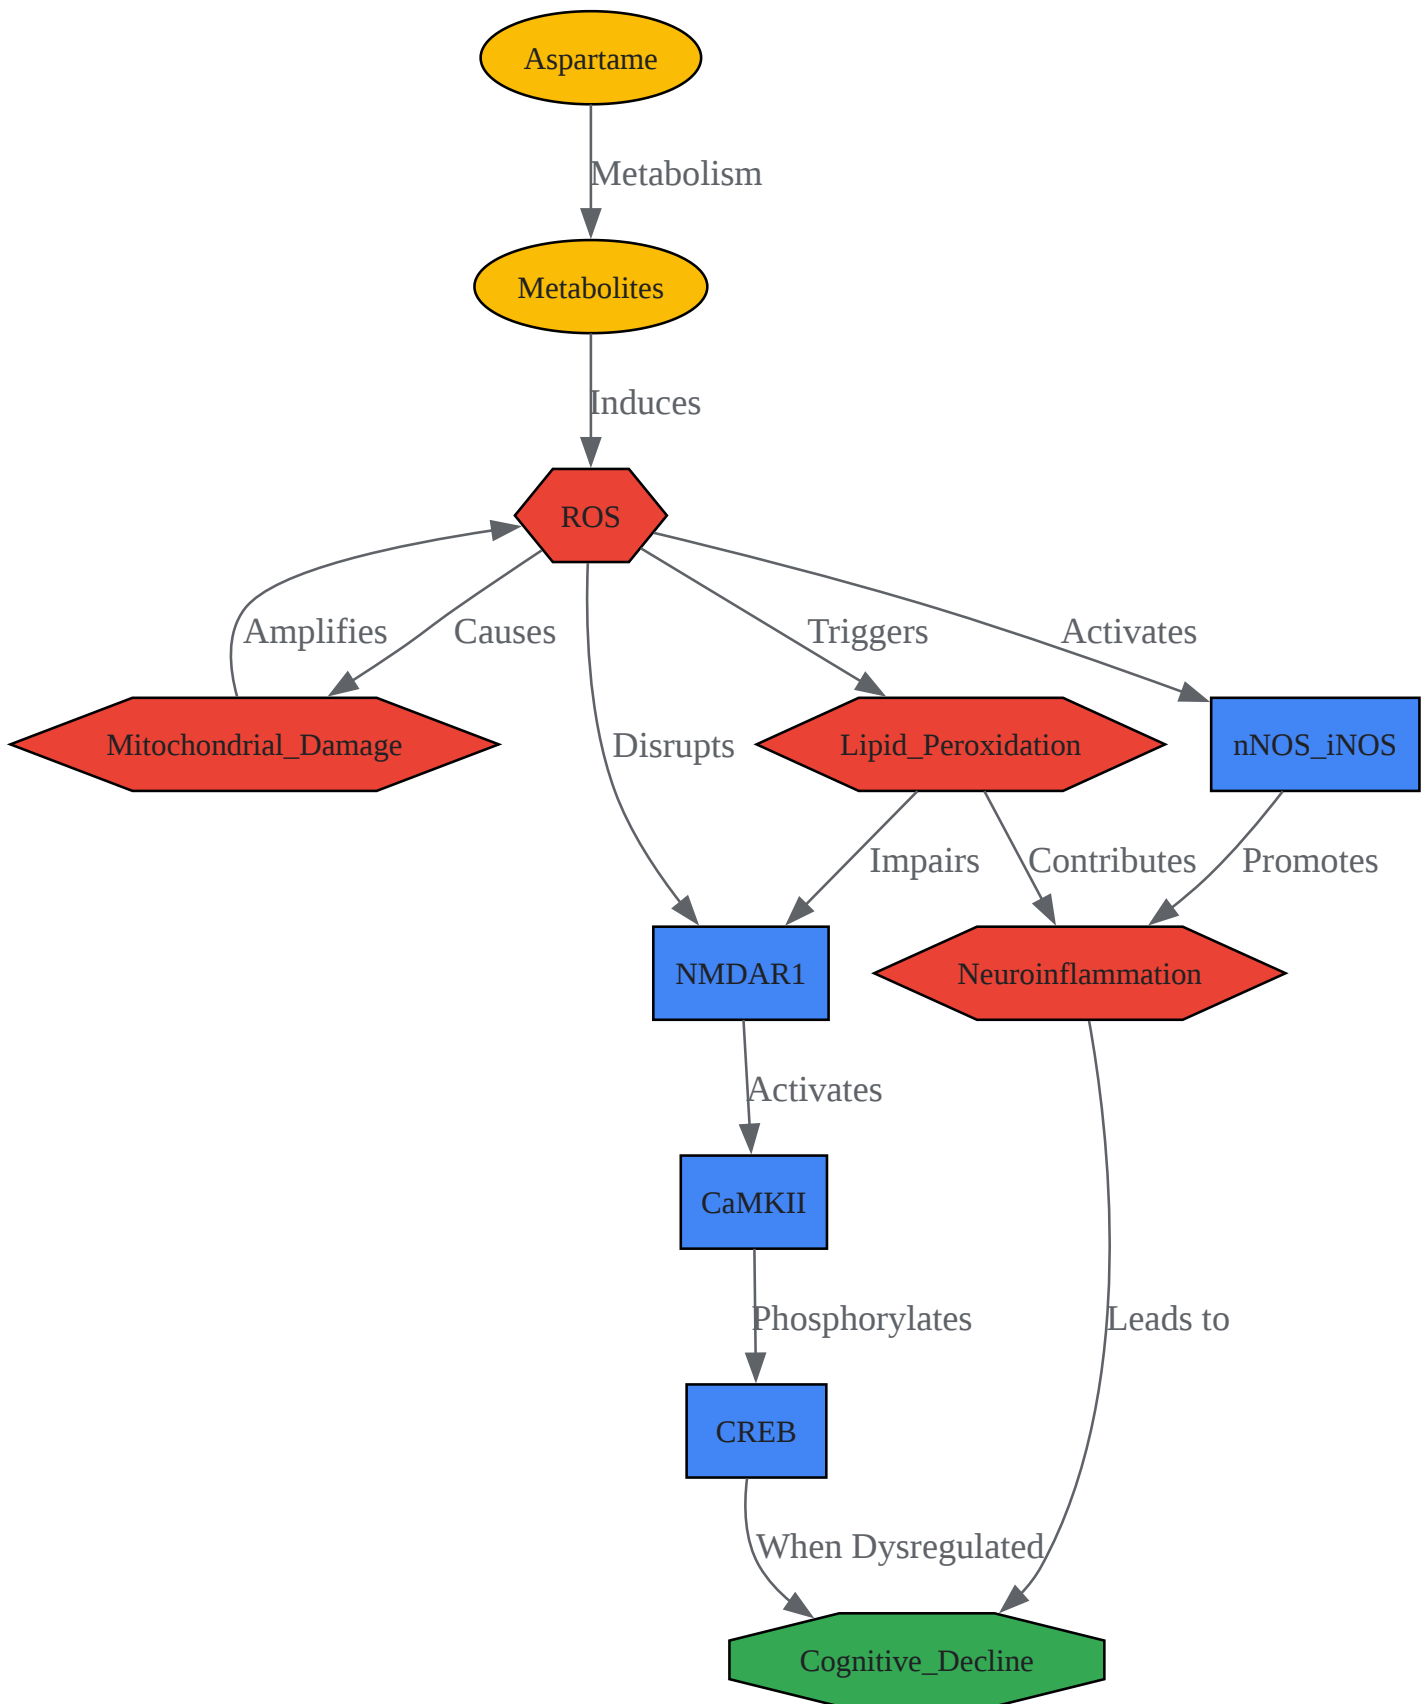 Aspartame
Metabolism
Metabolites
Induces
ROS
Amplifies
Causes
Triggers
Activates
Mitochondrial_Damage
Disrupts
Lipid_Peroxidation
nNOS_iNOS
Impairs
Contributes
Promotes
NMDAR1
Neuroinflammation
Activates
CaMKII
Phosphorylates
Leads to
CREB
When Dysregulated
Cognitive_Decline